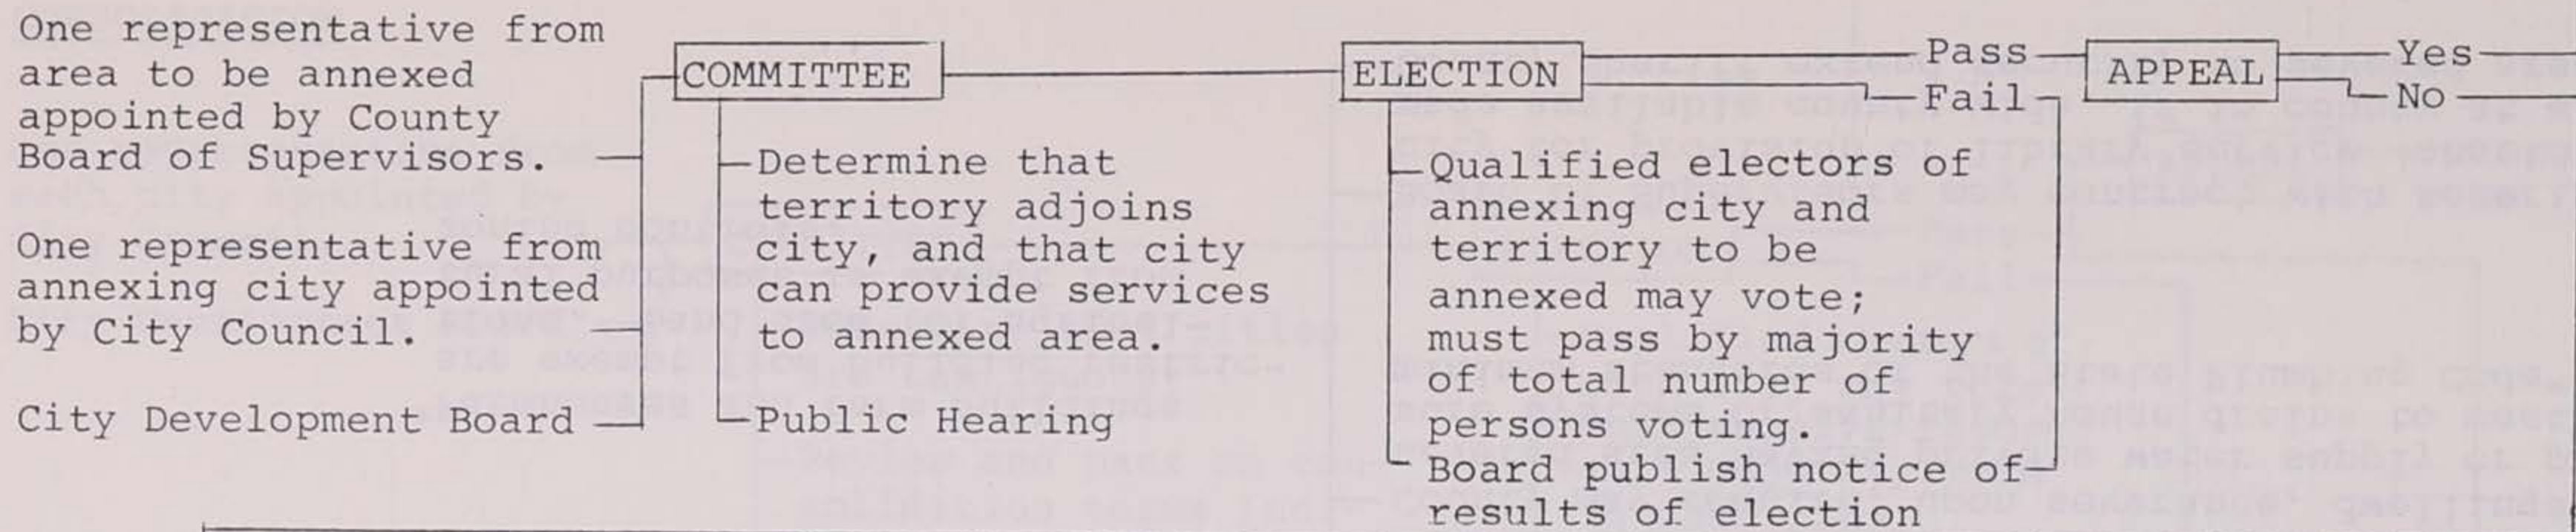 One representative from
area to be annexed
appointed by County
Board of Supervisors.
One representative from
annexing city appointed
by City Council.
City Development Board
COMMITTEE
Determine that
territory adjoins
city, and that city
can provide services
to annexed area.
Public Hearing
ELECTION
Qualified electors of
annexing city and
territory to be
annexed may vote;
must pass by majority
of total number of
persons voting.
Board publish notice of
results of election
Pass
Fail
APPEAL
Yes
No